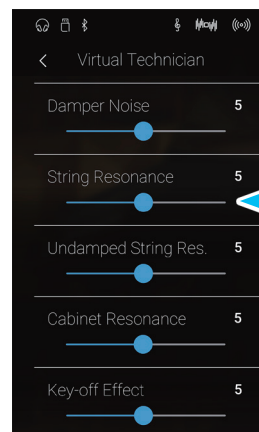 Virtual Technician
Damper Noise 5
String Resonance 5
Undamped String Res. 5
Cabinet Resonance 5
Key-off Effect 5